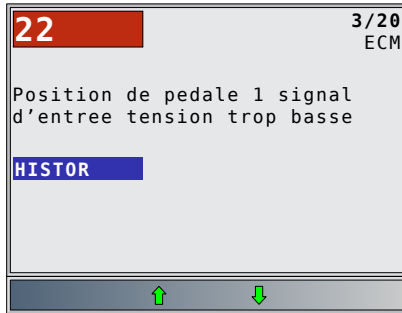 22
3/20
ECM
Position de pedale 1 signal
d'entree tension trop basse
HISTOR